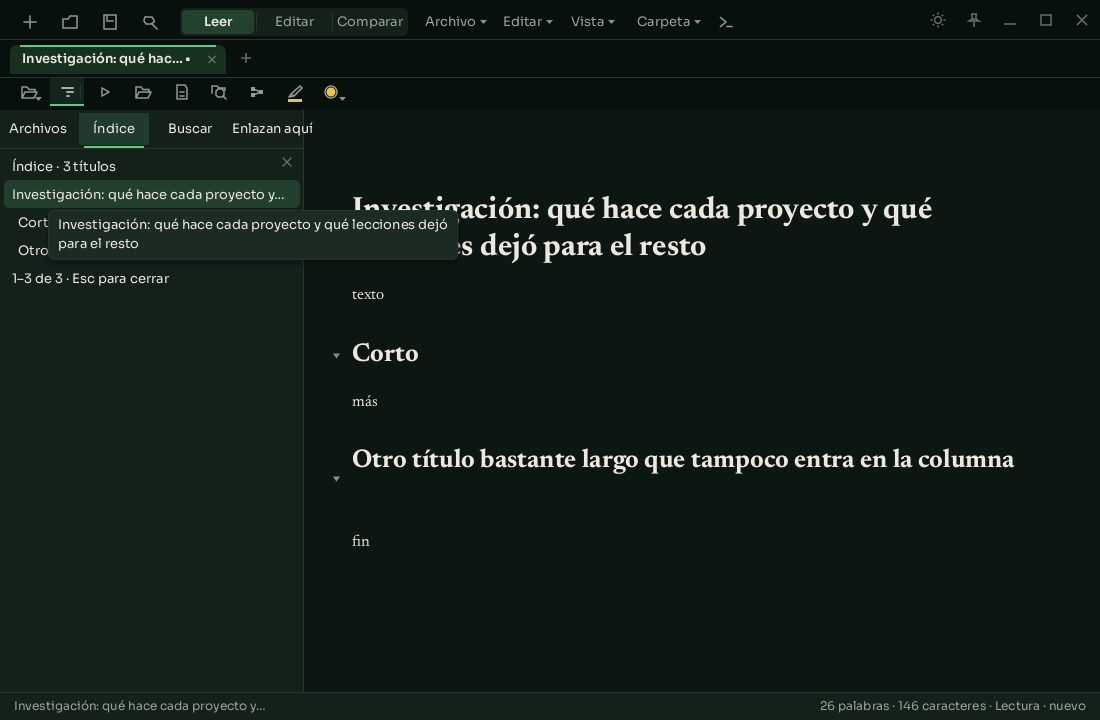 Leer Editar Comparar Archivo Editar Vista Carpeta
Investigación: qué hac...
Archivos Índice Buscar Enlazan aquí
Índice · 3 títulos
Investigación: qué hace cada proyecto y...
Cort
Otro
Investigación: qué hace cada proyecto y qué lecciones dejó
para el resto
1–3 de 3 · Esc para cerrar
Investigación: qué hace cada proyecto y qué
es dejó para el resto
texto
Corto
más
Otro título bastante largo que tampoco entra en la columna
fin
Investigación: qué hace cada proyecto y...
26 palabras · 146 caracteres · Lectura · nuevo